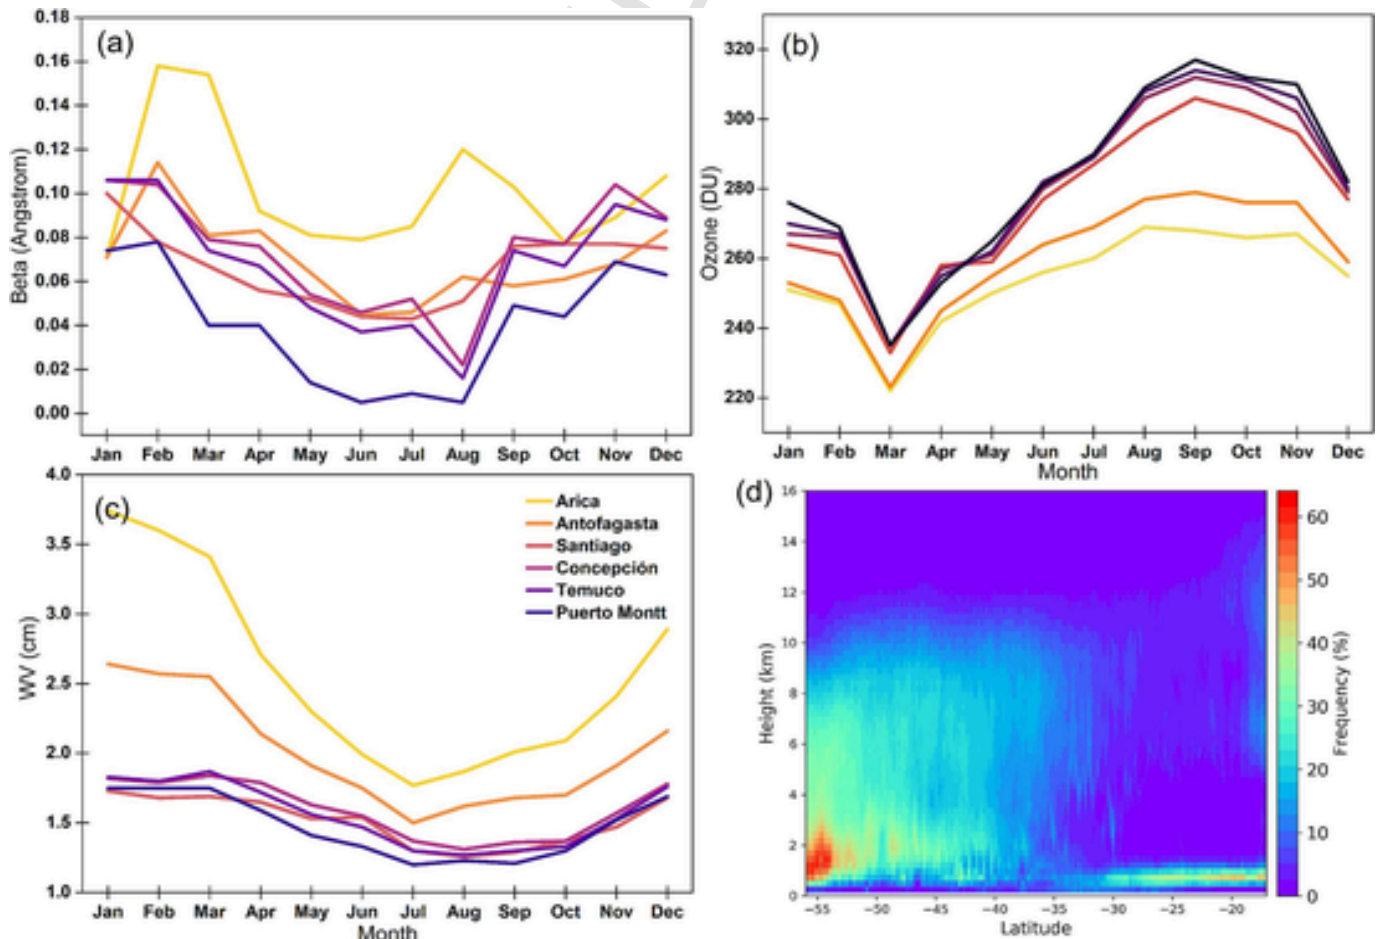 (a)
Beta (Angstrom)
0.18
0.16
0.14
0.12
0.10
0.08
0.06
0.04
0.02
0.00
Jan Feb Mar Apr May Jun Jul Aug Sep Oct Nov Dec
(b)
Ozone (DU)
320
300
280
260
240
220
Jan Feb Mar Apr May Jun Jul Aug Sep Oct Nov Dec
Month
(c)
WV (cm)
4.0
3.5
3.0
2.5
2.0
1.5
1.0
Arica
Antofagasta
Santiago
Concepción
Temuco
Puerto Montt
Jan Feb Mar Apr May Jun Jul Aug Sep Oct Nov Dec
Month
(d)
Height (km)
16
14
12
10
8
6
4
2
0
−55 −50 −45 −40 −35 −30 −25 −20
Latitude
60
50
40
30
20
10
0
Frequency (%)